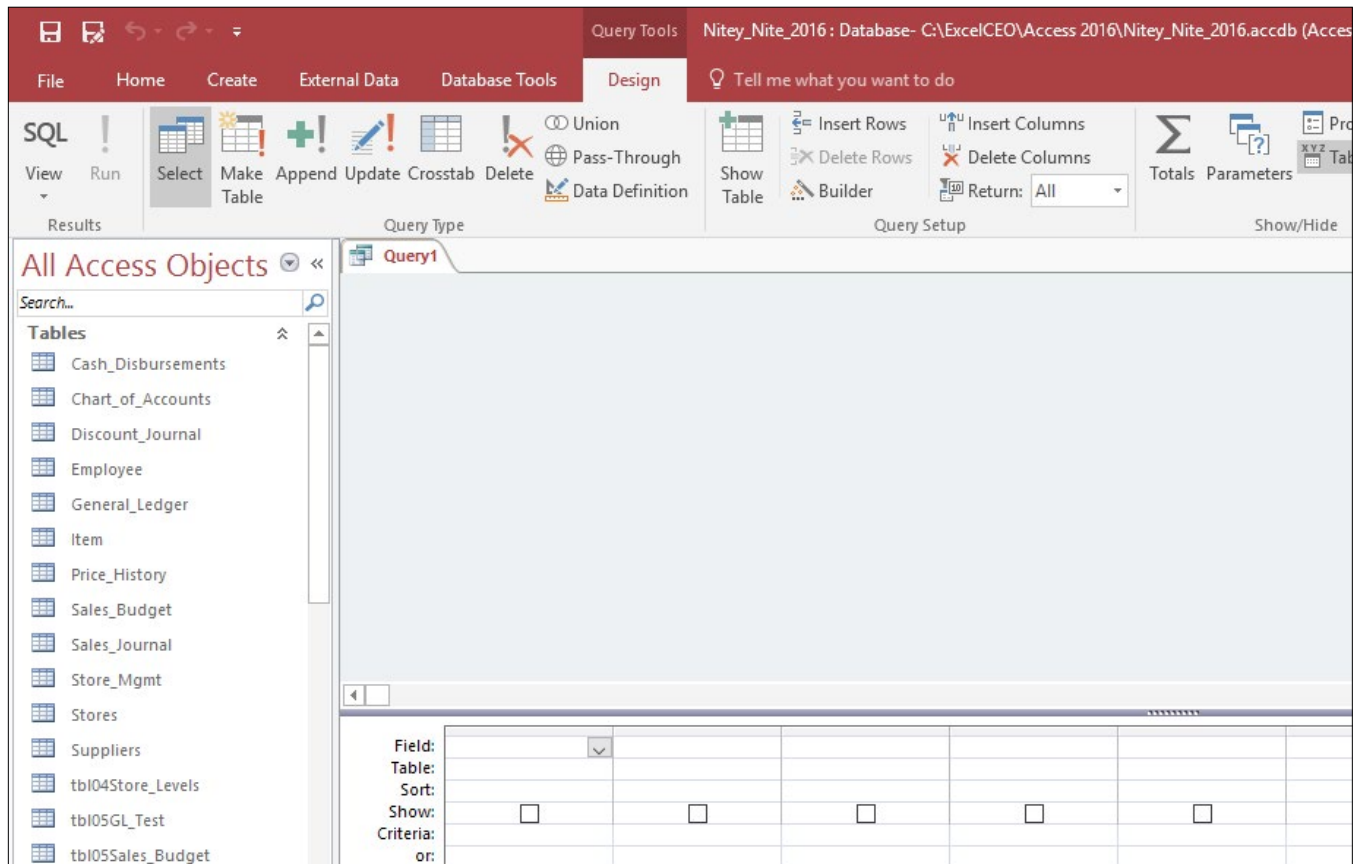 Query Tools
Nitey_Nite_2016 : Database- C:\ExcelCEO\Access 2016\Nitey_Nite_2016.accdb (Acces
File Home Create External Data Database Tools Design Tell me what you want to do
SQL
View
Run
Select
Make
Table
Append
Update
Crosstab
Delete
Union
Pass-Through
Data Definition
Show
Table
Insert Rows
Delete Rows
Builder
Insert Columns
Delete Columns
Return: All
Totals
Parameters
Pro
XYZ
Tab
Results
Query Type
Query Setup
Show/Hide
All Access Objects
Search...
Tables
Cash_Disbursements
Chart_of_Accounts
Discount_Journal
Employee
General_Ledger
Item
Price_History
Sales_Budget
Sales_Journal
Store_Mgmt
Stores
Suppliers
tbl04Store_Levels
tbl05GL_Test
tbl05Sales_Budget
Query1
Field:
Table:
Sort:
Show:
Criteria:
or: